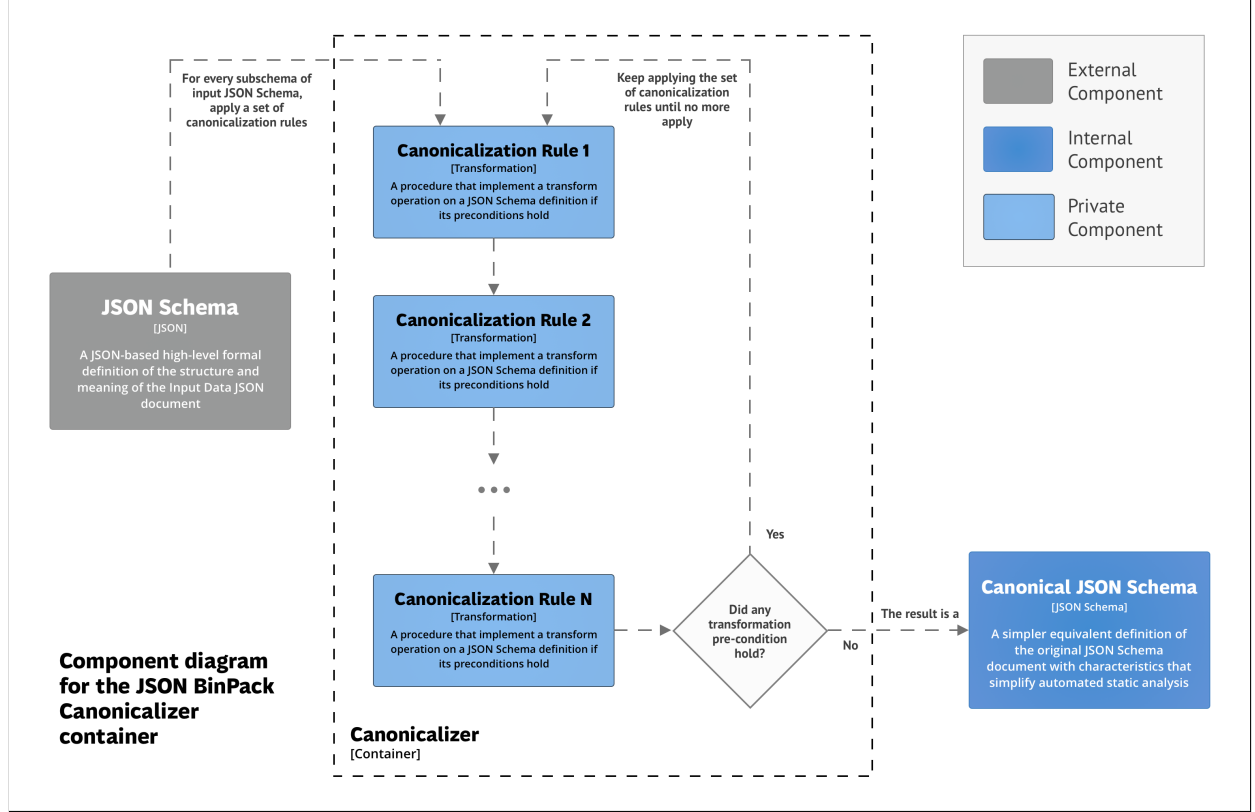 For every subschema of
input JSON Schema,
apply a set of
canonicalization rules
Keep applying the set
of canonicalization
rules until no more
apply
External
Component
Internal
Component
Private
Component
Canonicalization Rule 1
[Transformation]
A procedure that implement a transform
operation on a JSON Schema definition if
its preconditions hold
JSON Schema
[JSON]
A JSON-based high-level formal
definition of the structure and
meaning of the Input Data JSON
document
Canonicalization Rule 2
[Transformation]
A procedure that implement a transform
operation on a JSON Schema definition if
its preconditions hold
Canonicalization Rule N
[Transformation]
A procedure that implement a transform
operation on a JSON Schema definition if
its preconditions hold
Yes
Did any
transformation
pre-condition
hold?
No
The result is a
Canonical JSON Schema
[JSON Schema]
A simpler equivalent definition of
the original JSON Schema
document with characteristics that
simplify automated static analysis
Component diagram
for the JSON BinPack
Canonicalizer
container
Canonicalizer
[Container]